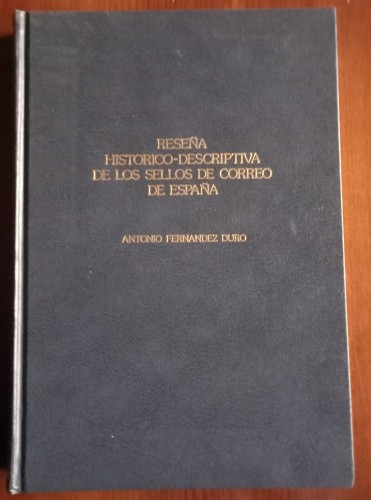 RESEÑA
HISTORICO-DESCRIPTIVA
DE LOS SELLOS DE CORREO
DE ESPAÑA
ANTONIO FERNANDEZ DURO